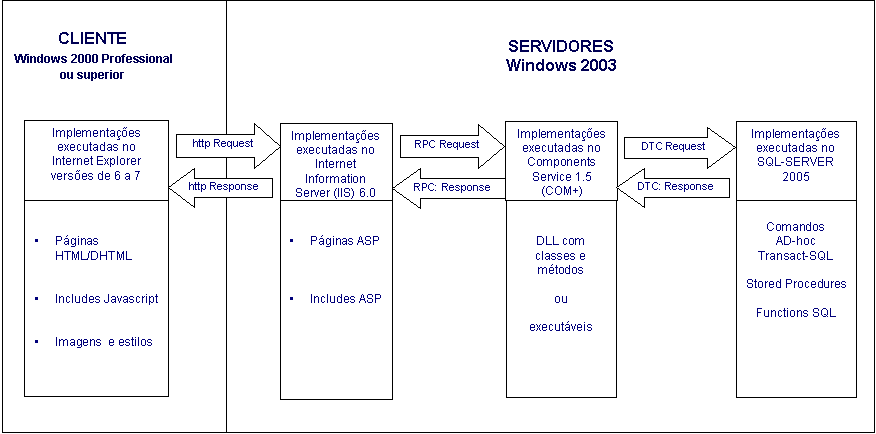 CLIENTE
Windows 2000 Professional
ou superior
SERVIDORES
Windows 2003
Implementações
executadas no
Internet Explorer
versões de 6 a 7
http Request
http Response
Implementações
executadas no
Internet
Information
Server (IIS) 6.0
RPC Request
RPC: Response
Implementações
executadas no
Components
Service 1.5
(COM+)
DTC Request
DTC: Response
Implementações
executadas no
SQL-SERVER
2005
• Páginas
HTML/DHTML
• Includes Javascript
• Imagens e estilos
• Páginas ASP
• Includes ASP
DLL com
classes e
métodos
ou
executáveis
Comandos
AD-hoc
Transact-SQL
Stored Procedures
Functions SQL